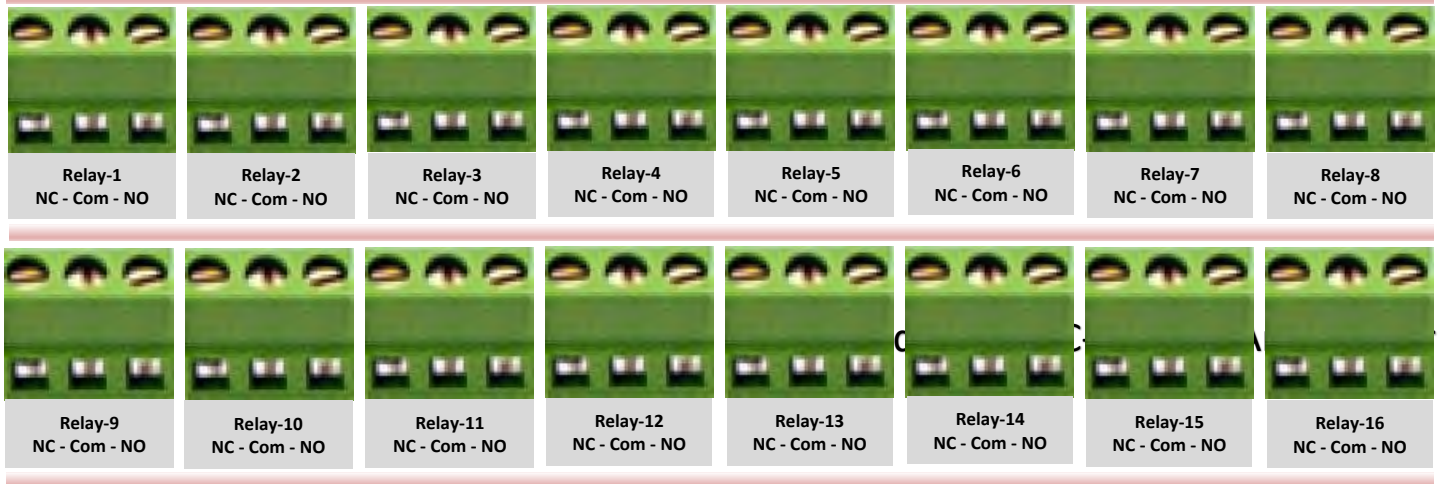 Relay-1
NC - Com - NO
Relay-2
NC - Com - NO
Relay-3
NC - Com - NO
Relay-4
NC - Com - NO
Relay-5
NC - Com - NO
Relay-6
NC - Com - NO
Relay-7
NC - Com - NO
Relay-8
NC - Com - NO
Relay-9
NC - Com - NO
Relay-10
NC - Com - NO
Relay-11
NC - Com - NO
Relay-12
NC - Com - NO
Relay-13
NC - Com - NO
Relay-14
NC - Com - NO
Relay-15
NC - Com - NO
Relay-16
NC - Com - NO